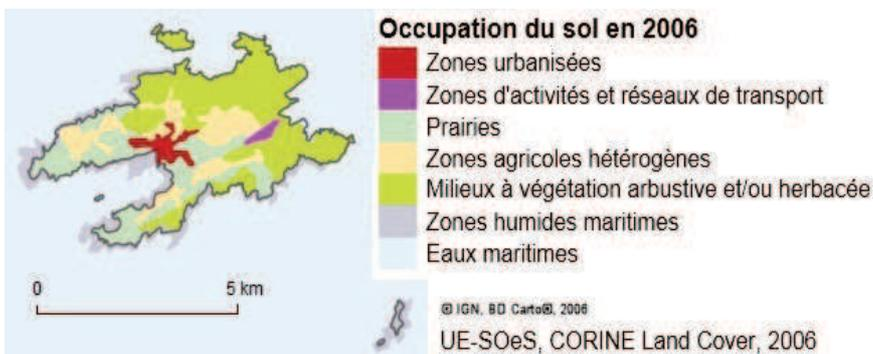 Occupation du sol en 2006
Zones urbanisées
Zones d'activités et réseaux de transport
Prairies
Zones agricoles hétérogènes
Milieux à végétation arbustive et/ou herbacée
Zones humides maritimes
Eaux maritimes
0 5 km
© IGN, BD Carto®, 2006
UE-SOeS, CORINE Land Cover, 2006